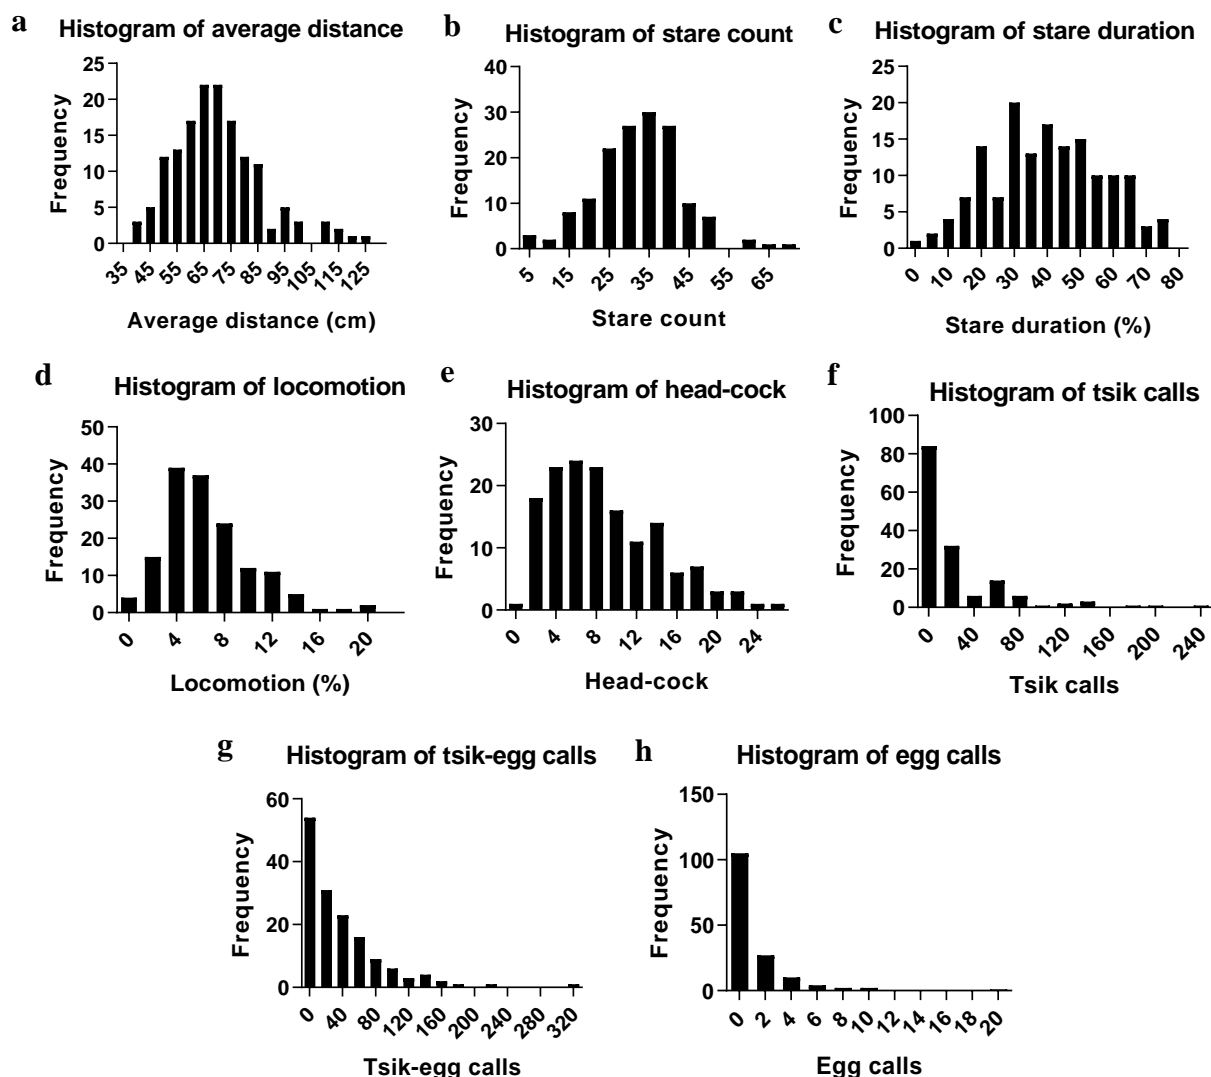 a
Histogram of average distance
Frequency
25
20
15
10
5
0
35 45 55 65 75 85 95 105 115 125
Average distance (cm)
b
Histogram of stare count
Frequency
40
30
20
10
0
5 15 25 35 45 55 65
Stare count
c
Histogram of stare duration
Frequency
25
20
15
10
5
0
0 10 20 30 40 50 60 70 80
Stare duration (%)
d
Histogram of locomotion
Frequency
50
40
30
20
10
0
0 4 8 12 16 20
Locomotion (%)
e
Histogram of head-cock
Frequency
30
20
10
0
0 4 8 12 16 20 24
Head-cock
f
Histogram of tsik calls
Frequency
100
80
60
40
20
0
0 40 80 120 160 200 240
Tsik calls
g
Histogram of tsik-egg calls
Frequency
60
40
20
0
0 40 80 120 160 200 240 280 320
Tsik-egg calls
h
Histogram of egg calls
Frequency
150
100
50
0
0 2 4 6 8 10 12 14 16 18 20
Egg calls